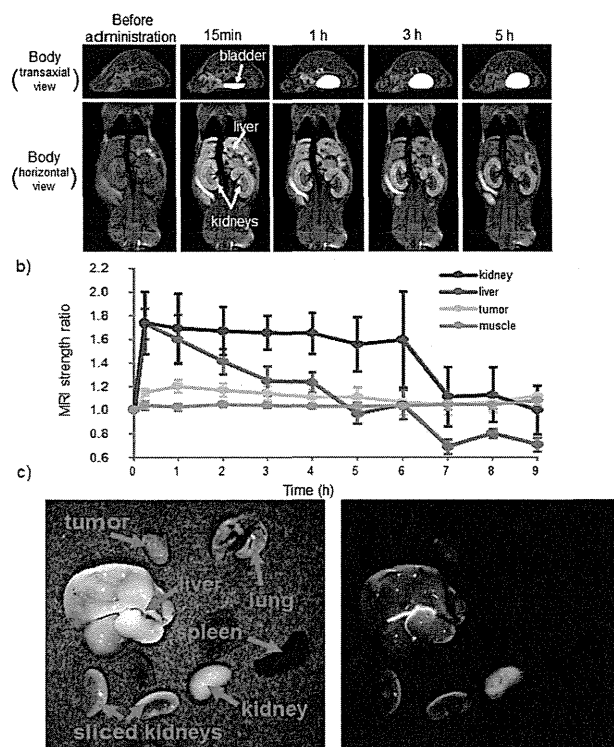 Before
administration
15min
1 h
3 h
5 h
Body
(transaxial
view)
bladder
Body
(horizontal
view)
liver
kidneys
b)
2.2
2.0
1.8
1.6
1.4
1.2
1.0
0.8
0.6
MRI strength ratio
kidney
liver
tumor
muscle
0 1 2 3 4 5 6 7 8 9
Time (h)
c)
tumor
lung
liver
spleen
kidney
sliced kidneys